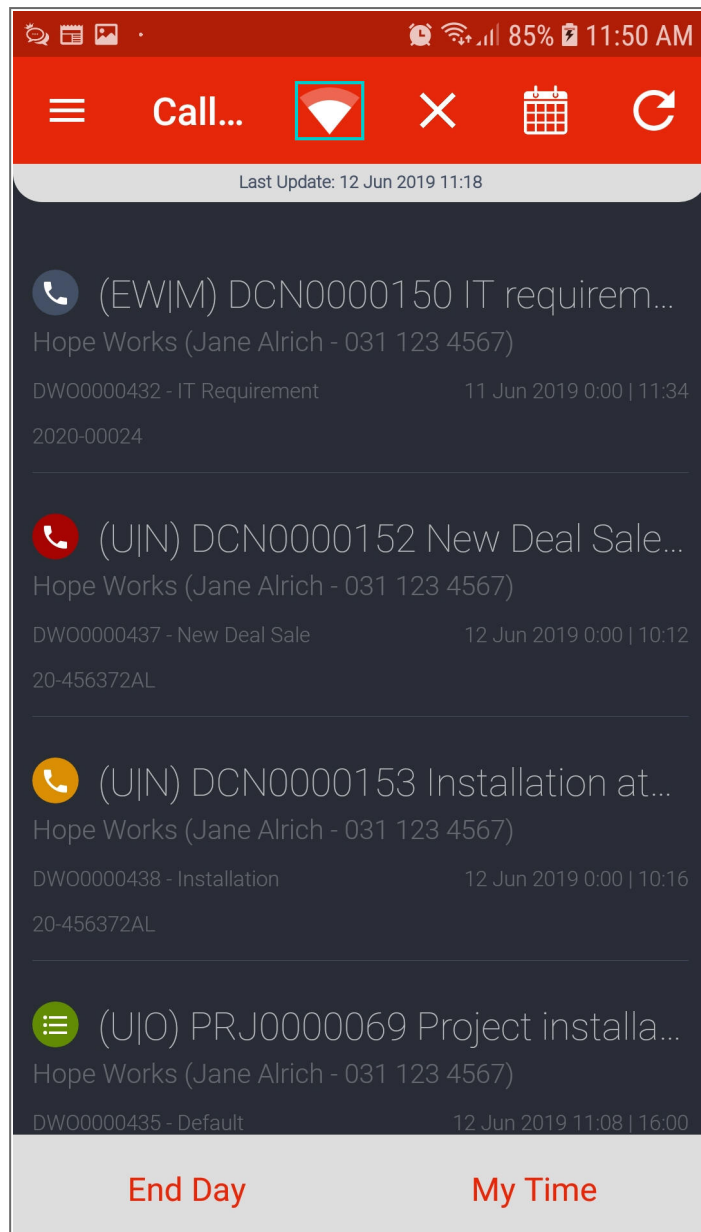 85% 11:50 AM
Call...
Last Update: 12 Jun 2019 11:18
(EW|M) DCN0000150 IT requirem...
Hope Works (Jane Alrich - 031 123 4567)
DWO0000432 - IT Requirement 11 Jun 2019 0:00 | 11:34
2020-00024
(U|N) DCN0000152 New Deal Sale...
Hope Works (Jane Alrich - 031 123 4567)
DWO0000437 - New Deal Sale 12 Jun 2019 0:00 | 10:12
20-456372AL
(U|N) DCN0000153 Installation at...
Hope Works (Jane Alrich - 031 123 4567)
DWO0000438 - Installation 12 Jun 2019 0:00 | 10:16
20-456372AL
(U|O) PRJ0000069 Project installa...
Hope Works (Jane Alrich - 031 123 4567)
DWO0000435 - Default 12 Jun 2019 11:08 | 16:00
End Day My Time